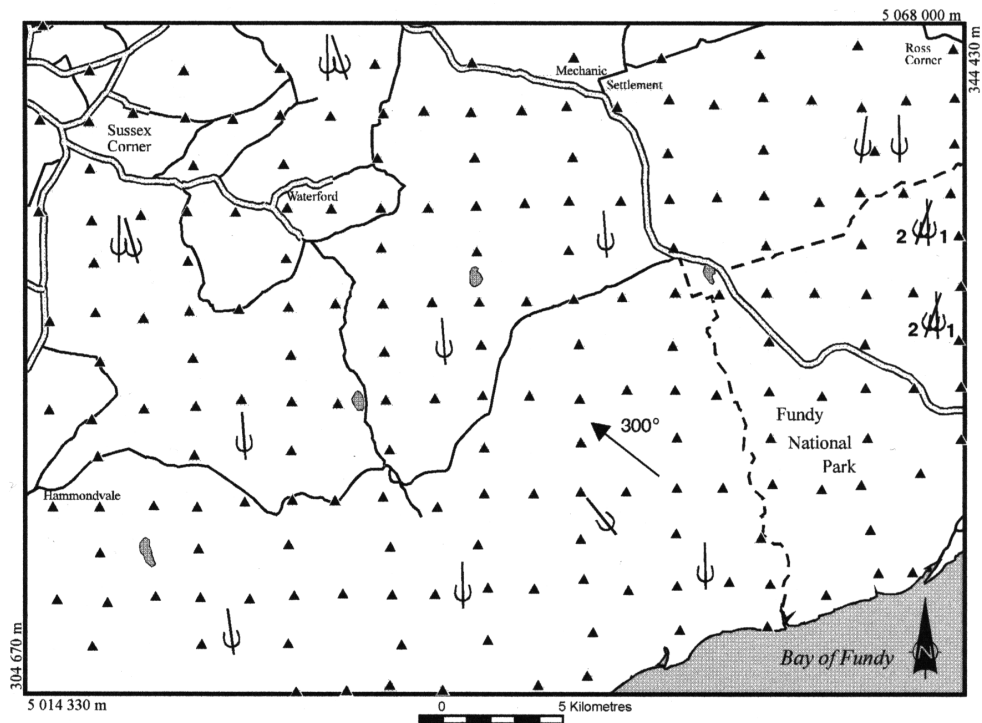 5 068 000 m
344 430 m
Ross
Corner
Mechanic
Settlement
Sussex
Corner
Waterford
2 1
2 1
300°
Fundy
National
Park
Hammondvale
304 670 m
Bay of Fundy
N
5 014 330 m
0 5 Kilometres